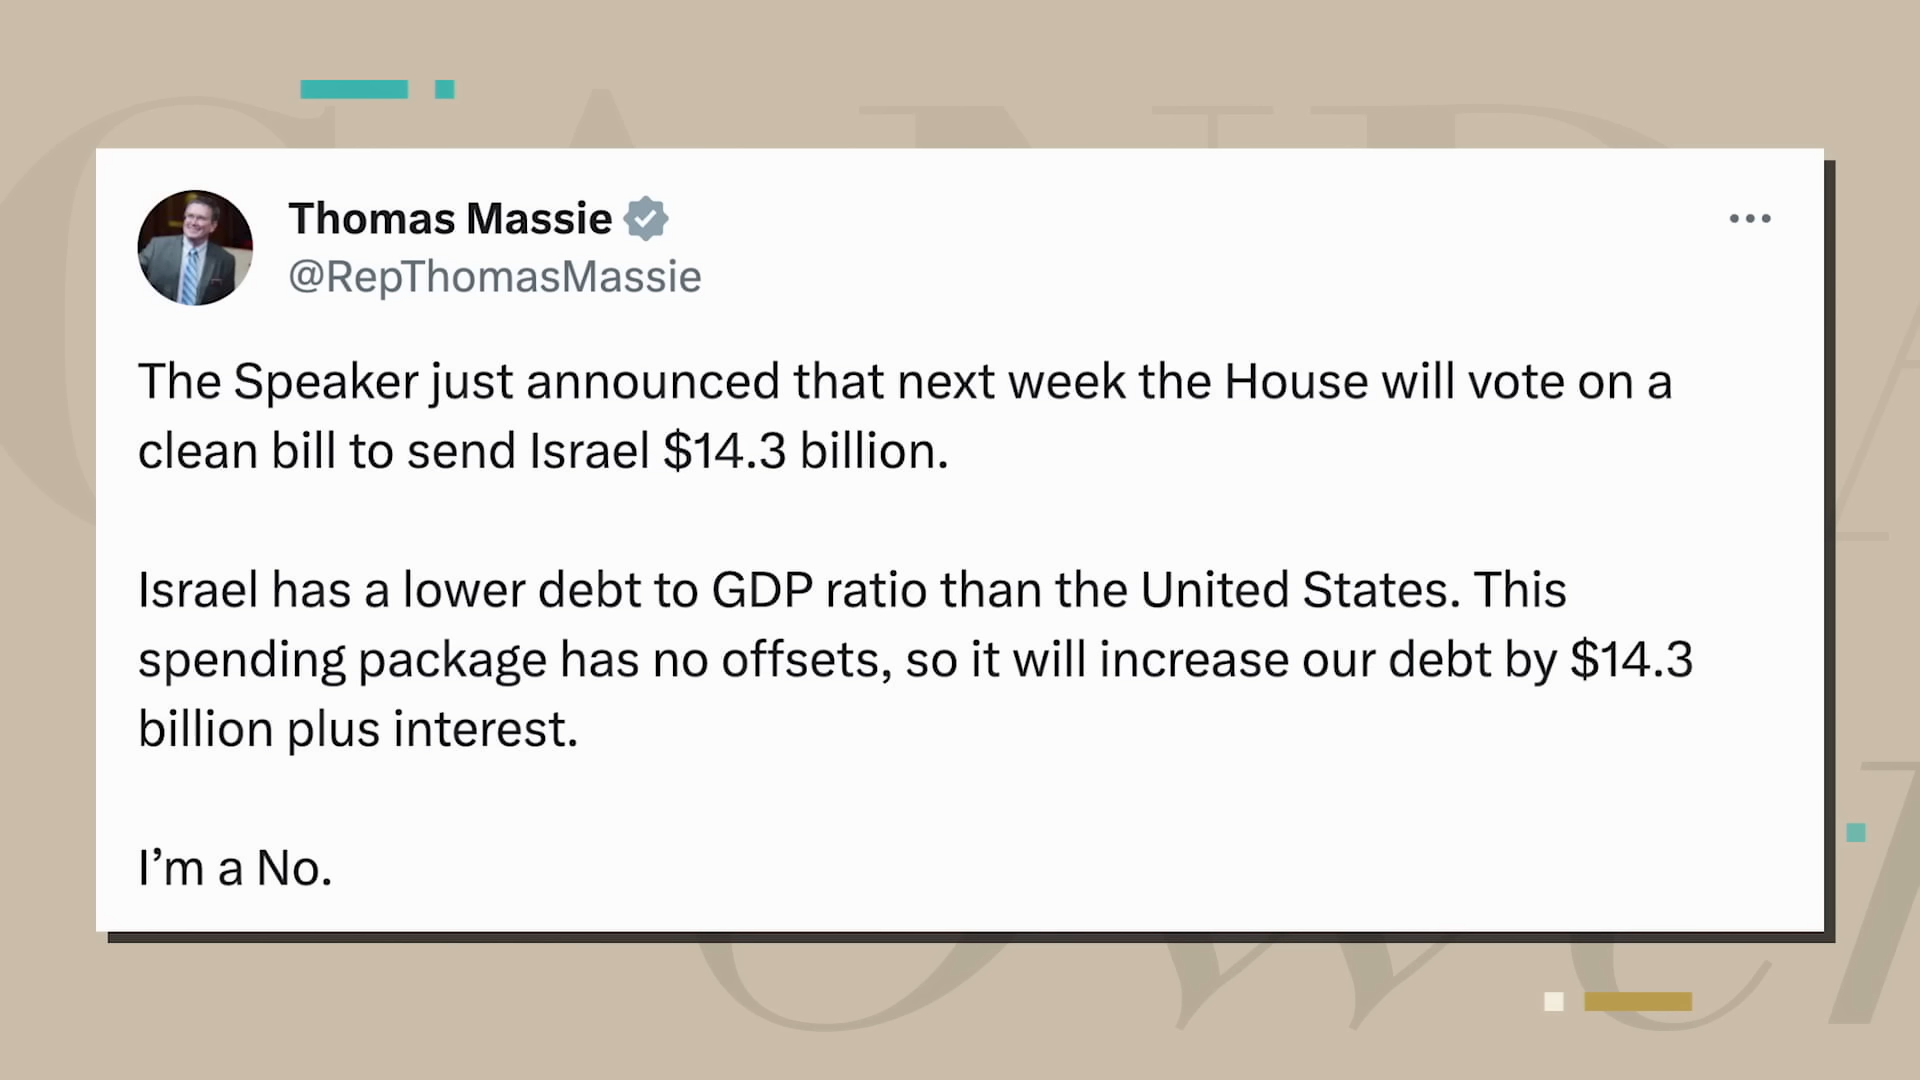 Thomas Massie
@RepThomasMassie
The Speaker just announced that next week the House will vote on a
clean bill to send Israel $14.3 billion.
Israel has a lower debt to GDP ratio than the United States. This
spending package has no offsets, so it will increase our debt by $14.3
billion plus interest.
I’m a No.